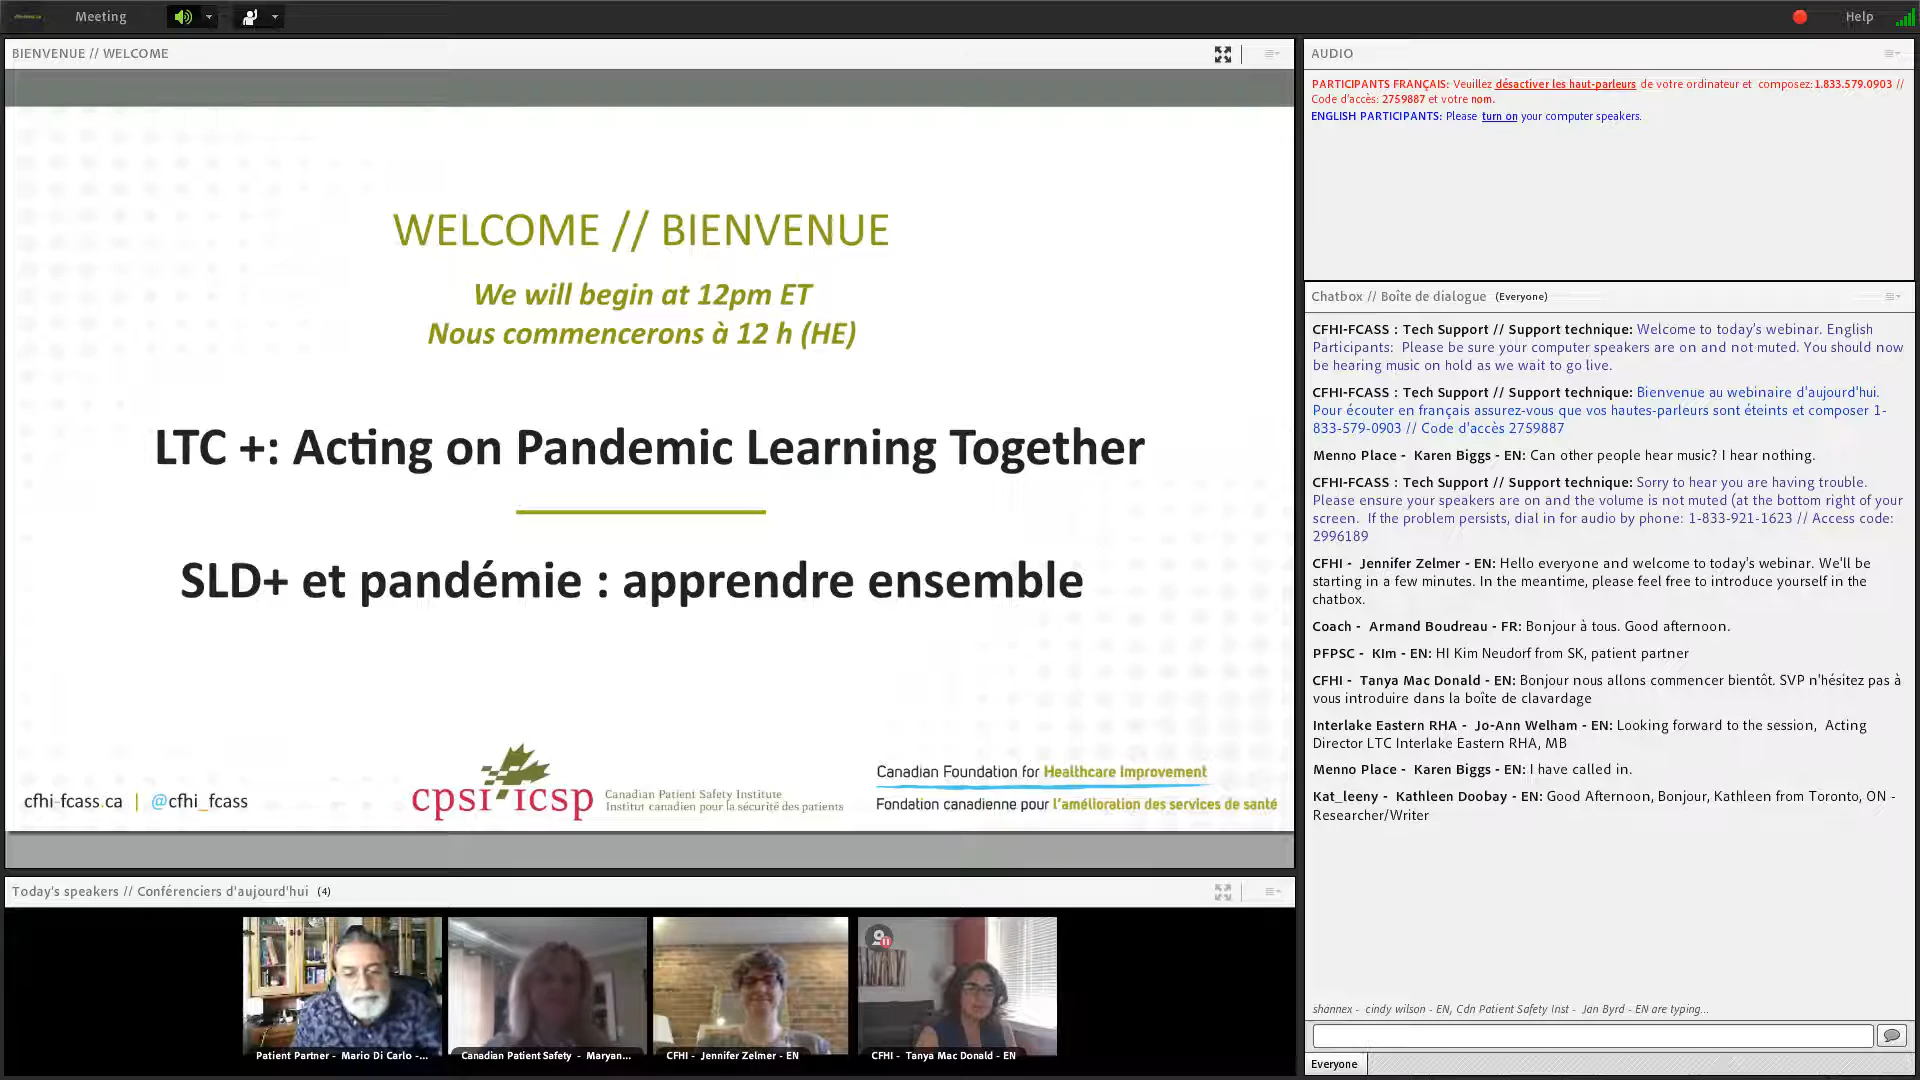 Meeting
Help
BIENVENUE // WELCOME
WELCOME // BIENVENUE
We will begin at 12pm ET
Nous commencerons à 12 h (HE)
LTC +: Acting on Pandemic Learning Together
SLD+ et pandémie : apprendre ensemble
cfhi-fcass.ca | @cfhi_fcass
cpsi icsp
Canadian Patient Safety Institute
Institut canadien pour la sécurité des patients
Canadian Foundation for Healthcare Improvement
Fondation canadienne pour l'amélioration des services de santé
Today's speakers // Conférenciers d'aujourd'hui (4)
Patient Partner - Mario Di Carlo -...
Canadian Patient Safety - Maryan...
CFHI - Jennifer Zelmer - EN
CFHI - Tanya Mac Donald - EN
AUDIO
PARTICIPANTS FRANÇAIS: Veuillez désactiver les haut-parleurs de votre ordinateur et composez:1.833.579.0903 //
Code d'accès: 2759887 et votre nom.
ENGLISH PARTICIPANTS: Please turn on your computer speakers.
Chatbox // Boîte de dialogue (Everyone)
CFHI-FCASS : Tech Support // Support technique: Welcome to today's webinar. English
Participants: Please be sure your computer speakers are on and not muted. You should now
be hearing music on hold as we wait to go live.
CFHI-FCASS : Tech Support // Support technique: Bienvenue au webinaire d'aujourd'hui.
Pour écouter en français assurez-vous que vos hautes-parleurs sont éteints et composer 1-
833-579-0903 // Code d'accès 2759887
Menno Place - Karen Biggs - EN: Can other people hear music? I hear nothing.
CFHI-FCASS : Tech Support // Support technique: Sorry to hear you are having trouble.
Please ensure your speakers are on and the volume is not muted (at the bottom right of your
screen. If the problem persists, dial in for audio by phone: 1-833-921-1623 // Access code:
2996189
CFHI - Jennifer Zelmer - EN: Hello everyone and welcome to today's webinar. We'll be
starting in a few minutes. In the meantime, please feel free to introduce yourself in the
chatbox.
Coach - Armand Boudreau - FR: Bonjour à tous. Good afternoon.
PFPSC - KIm - EN: HI Kim Neudorf from SK, patient partner
CFHI - Tanya Mac Donald - EN: Bonjour nous allons commencer bientôt. SVP n'hésitez pas à
vous introduire dans la boîte de clavardage
Interlake Eastern RHA - Jo-Ann Welham - EN: Looking forward to the session, Acting
Director LTC Interlake Eastern RHA, MB
Menno Place - Karen Biggs - EN: I have called in.
Kat_leeny - Kathleen Doobay - EN: Good Afternoon, Bonjour, Kathleen from Toronto, ON -
Researcher/Writer
shannex - cindy wilson - EN, Cdn Patient Safety Inst - Jan Byrd - EN are typing...
Everyone